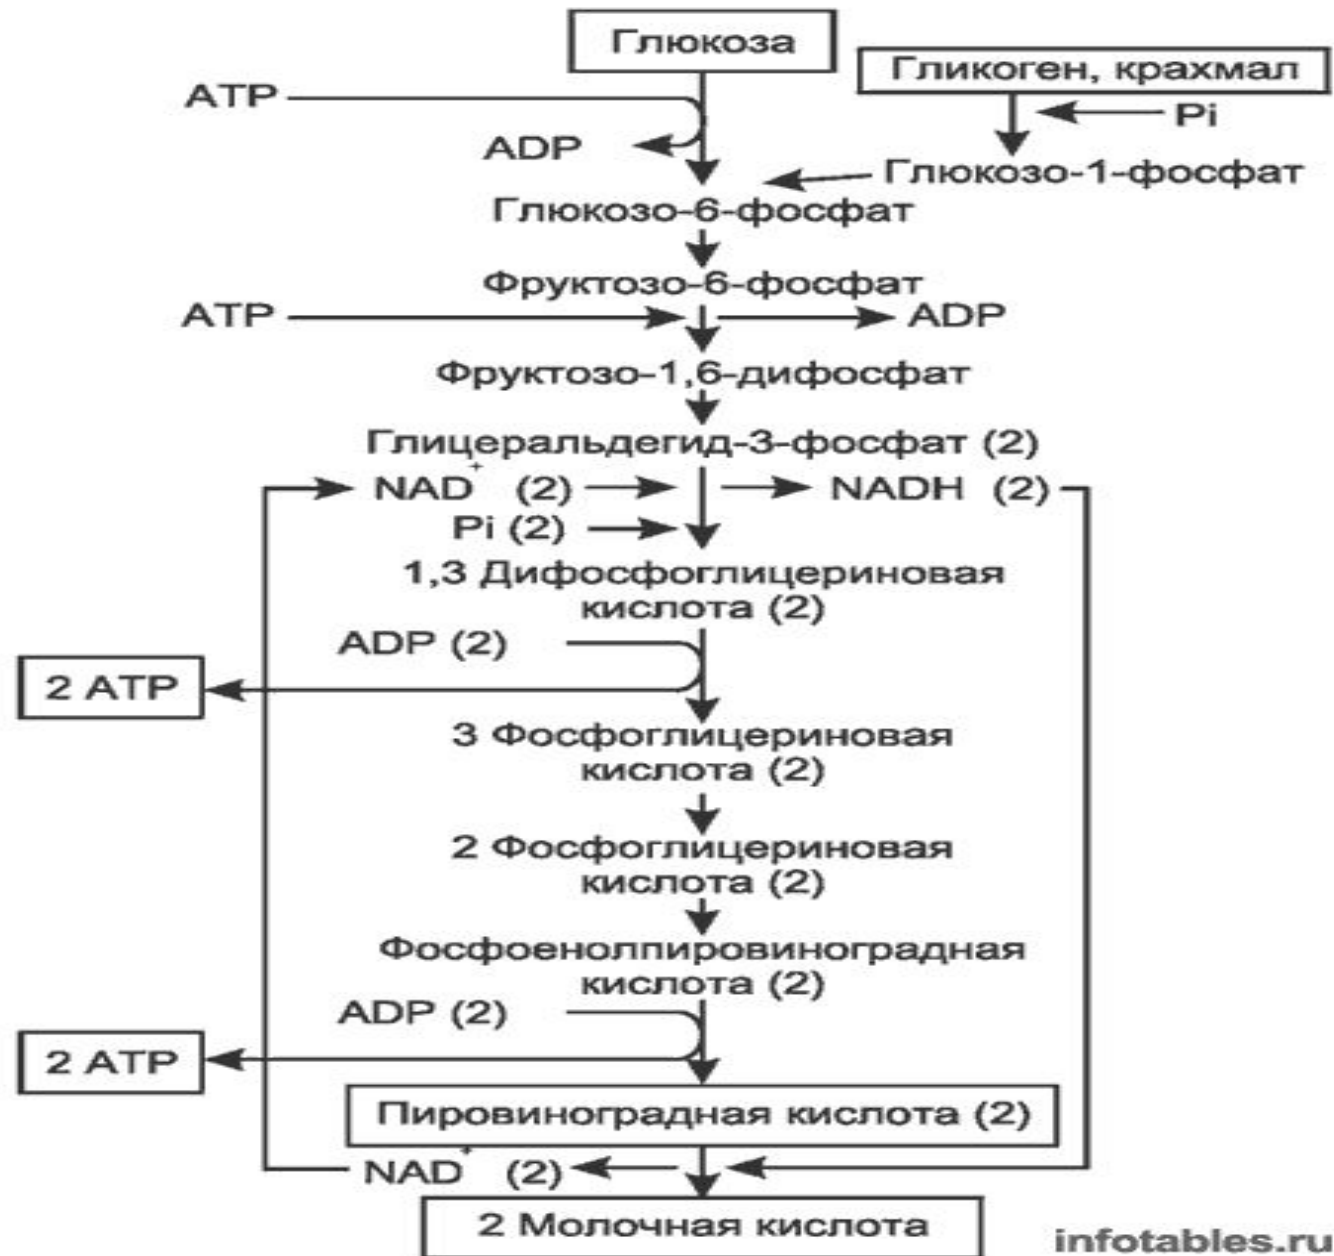 Глюкоза
Гликоген, крахмал
ATP
Pi
ADP
Глюкозо-1-фосфат
Глюкозо-6-фосфат
Фруктозо-6-фосфат
ATP
ADP
Фруктозо-1,6-дифосфат
Глицеральдегид-3-фосфат (2)
NAD⁺ (2)
NADH (2)
Pi (2)
1,3 Дифосфоглицериновая
кислота (2)
ADP (2)
2 ATP
3 Фосфоглицериновая
кислота (2)
2 Фосфоглицериновая
кислота (2)
Фосфоенолпировиноградная
кислота (2)
ADP (2)
2 ATP
Пировиноградная кислота (2)
NAD⁺ (2)
2 Молочная кислота
infotables.ru